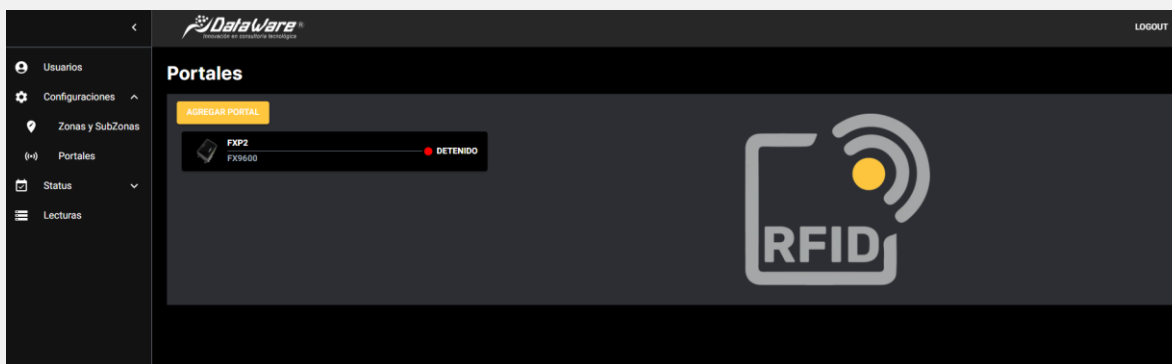 DataWare®
Innovación en consultoría tecnológica
LOGOUT
Usuarios
Configuraciones
Zonas y SubZonas
Portales
Status
Lecturas
Portales
AGREGAR PORTAL
FXP2
FX9600
DETENIDO
RFID